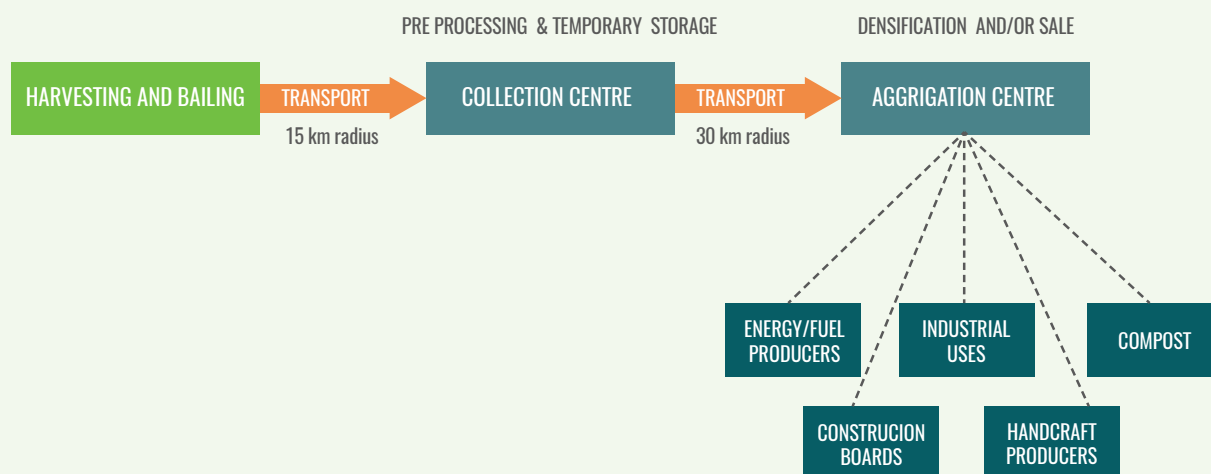 PRE PROCESSING & TEMPORARY STORAGE
DENSIFICATION AND/OR SALE
HARVESTING AND BAILING
TRANSPORT
COLLECTION CENTRE
TRANSPORT
AGGRIGATION CENTRE
15 km radius
30 km radius
ENERGY/FUEL
PRODUCERS
INDUSTRIAL
USES
COMPOST
CONSTRUCION
BOARDS
HANDCRAFT
PRODUCERS